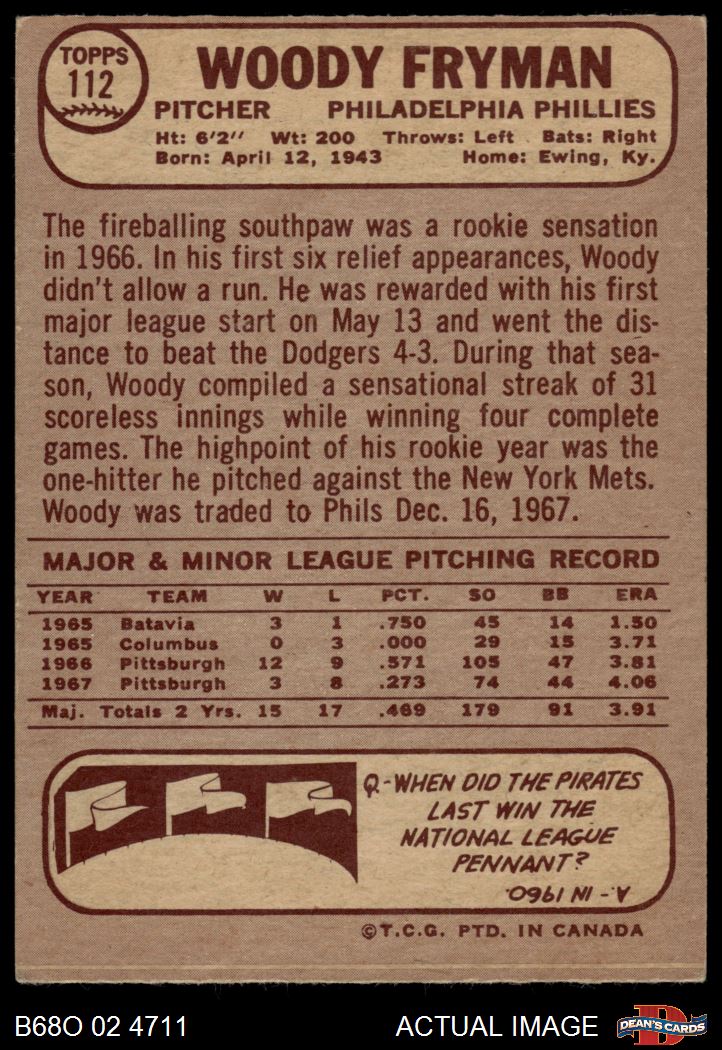 TOPPS
112
WOODY FRYMAN
PITCHER PHILADELPHIA PHILLIES
Ht: 6'2" Wt: 200 Throws: Left Bats: Right
Born: April 12, 1943 Home: Ewing, Ky.
The fireballing southpaw was a rookie sensation
in 1966. In his first six relief appearances, Woody
didn't allow a run. He was rewarded with his first
major league start on May 13 and went the dis-
tance to beat the Dodgers 4-3. During that sea-
son, Woody compiled a sensational streak of 31
scoreless innings while winning four complete
games. The highpoint of his rookie year was the
one-hitter he pitched against the New York Mets.
Woody was traded to Phils Dec. 16, 1967.
MAJOR & MINOR LEAGUE PITCHING RECORD
YEAR TEAM W L PCT. SO BB ERA
1965 Batavia 3 1 .750 45 14 1.50
1965 Columbus 0 3 .000 29 15 3.71
1966 Pittsburgh 12 9 .571 105 47 3.81
1967 Pittsburgh 3 8 .273 74 44 4.06
Maj. Totals 2 Yrs. 15 17 .469 179 91 3.91
Q-WHEN DID THE PIRATES
LAST WIN THE
NATIONAL LEAGUE
PENNANT?
A-IN 1960.
©T.C.G. PTD. IN CANADA
B68O 02 4711 ACTUAL IMAGE
D
DEAN'S CARDS